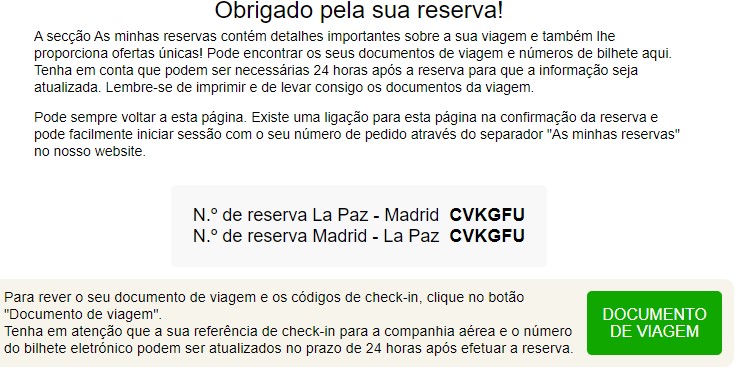 Obrigado pela sua reserva!
A secção As minhas reservas contém detalhes importantes sobre a sua viagem e também lhe
proporciona ofertas únicas! Pode encontrar os seus documentos de viagem e números de bilhete aqui.
Tenha em conta que podem ser necessárias 24 horas após a reserva para que a informação seja
atualizada. Lembre-se de imprimir e de levar consigo os documentos da viagem.
Pode sempre voltar a esta página. Existe uma ligação para esta página na confirmação da reserva e
pode facilmente iniciar sessão com o seu número de pedido através do separador "As minhas reservas"
no nosso website.
N.º de reserva La Paz - Madrid CVKGFU
N.º de reserva Madrid - La Paz CVKGFU
Para rever o seu documento de viagem e os códigos de check-in, clique no botão
"Documento de viagem".
Tenha em atenção que a sua referência de check-in para a companhia aérea e o número
do bilhete eletrónico podem ser atualizados no prazo de 24 horas após efetuar a reserva.
DOCUMENTO
DE VIAGEM